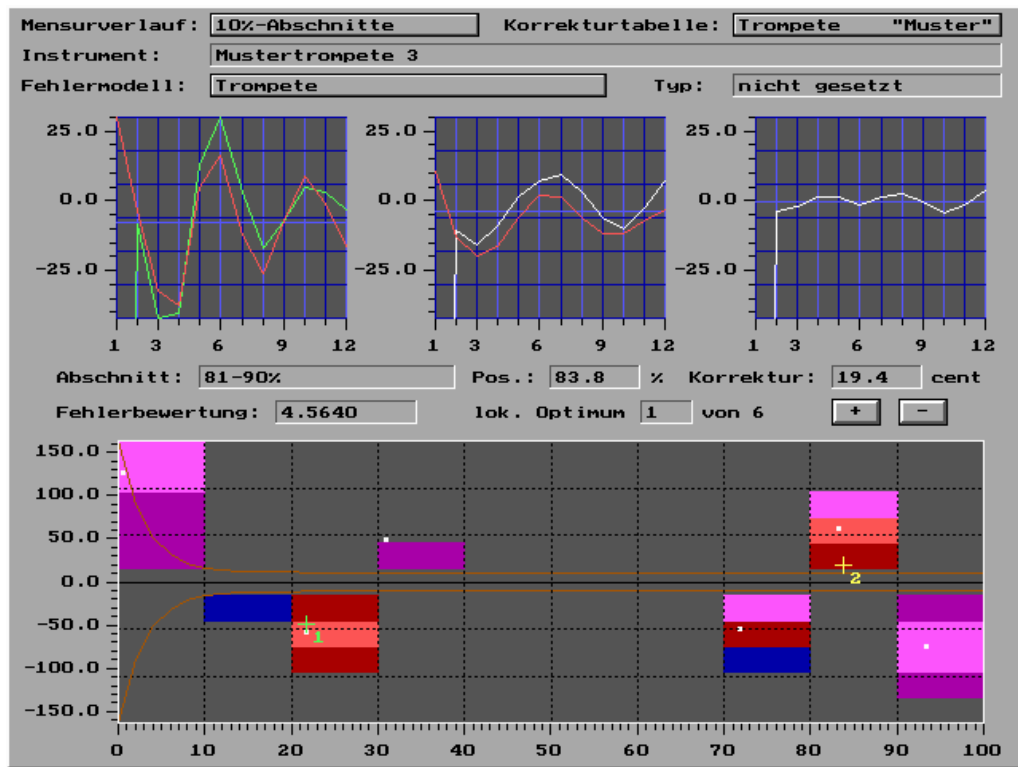 Mensurverlauf: 10%-Abschnitte Korrekturtabelle: Trompete "Muster"
Instrument: Mustertrompete 3
Fehlermodell: Trompete Typ: nicht gesetzt
25.0 25.0 25.0
0.0 0.0 0.0
-25.0 -25.0 -25.0
1 3 6 9 12 1 3 6 9 12 1 3 6 9 12
Abschnitt: 81-90% Pos.: 83.8 % Korrektur: 19.4 cent
Fehlerbewertung: 4.5640 lok. Optimum 1 von 6 + -
150.0
100.0
50.0
0.0
2
-50.0
1
-100.0
-150.0
0 10 20 30 40 50 60 70 80 90 100